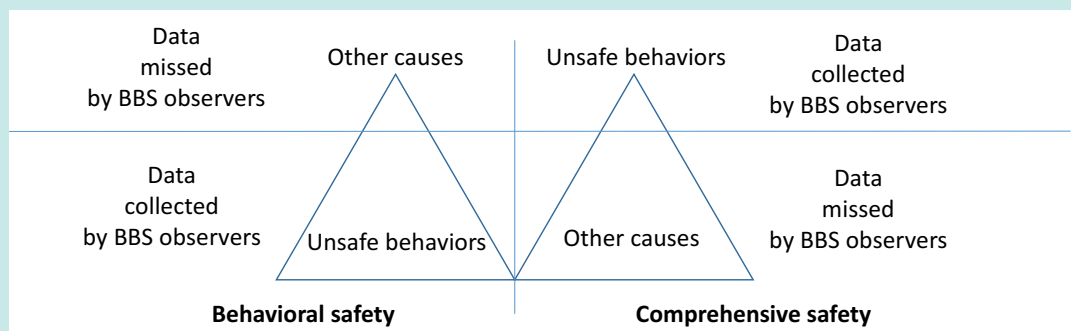 Data
missed
by BBS observers
Other causes
Unsafe behaviors
Data
collected
by BBS observers
Data
collected
by BBS observers
Unsafe behaviors
Other causes
Data
missed
by BBS observers
Behavioral safety
Comprehensive safety